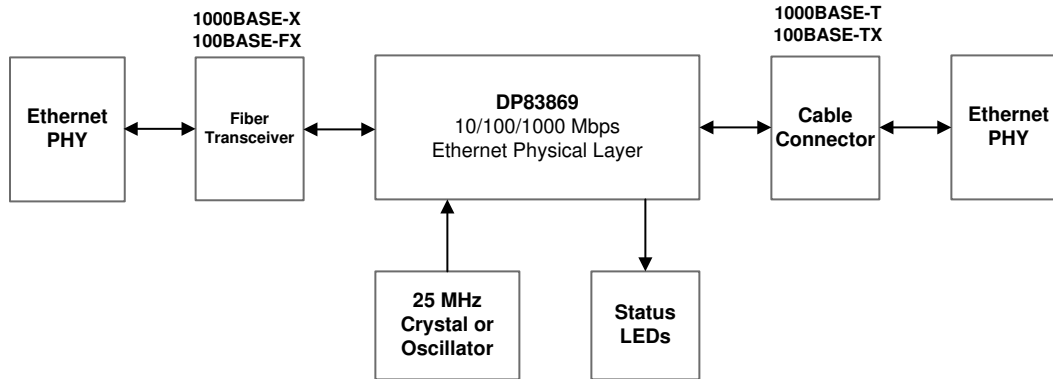 1000BASE-X
100BASE-FX
1000BASE-T
100BASE-TX
Ethernet
PHY
Fiber
Transceiver
DP83869
10/100/1000 Mbps
Ethernet Physical Layer
Cable
Connector
Ethernet
PHY
25 MHz
Crystal or
Oscillator
Status
LEDs